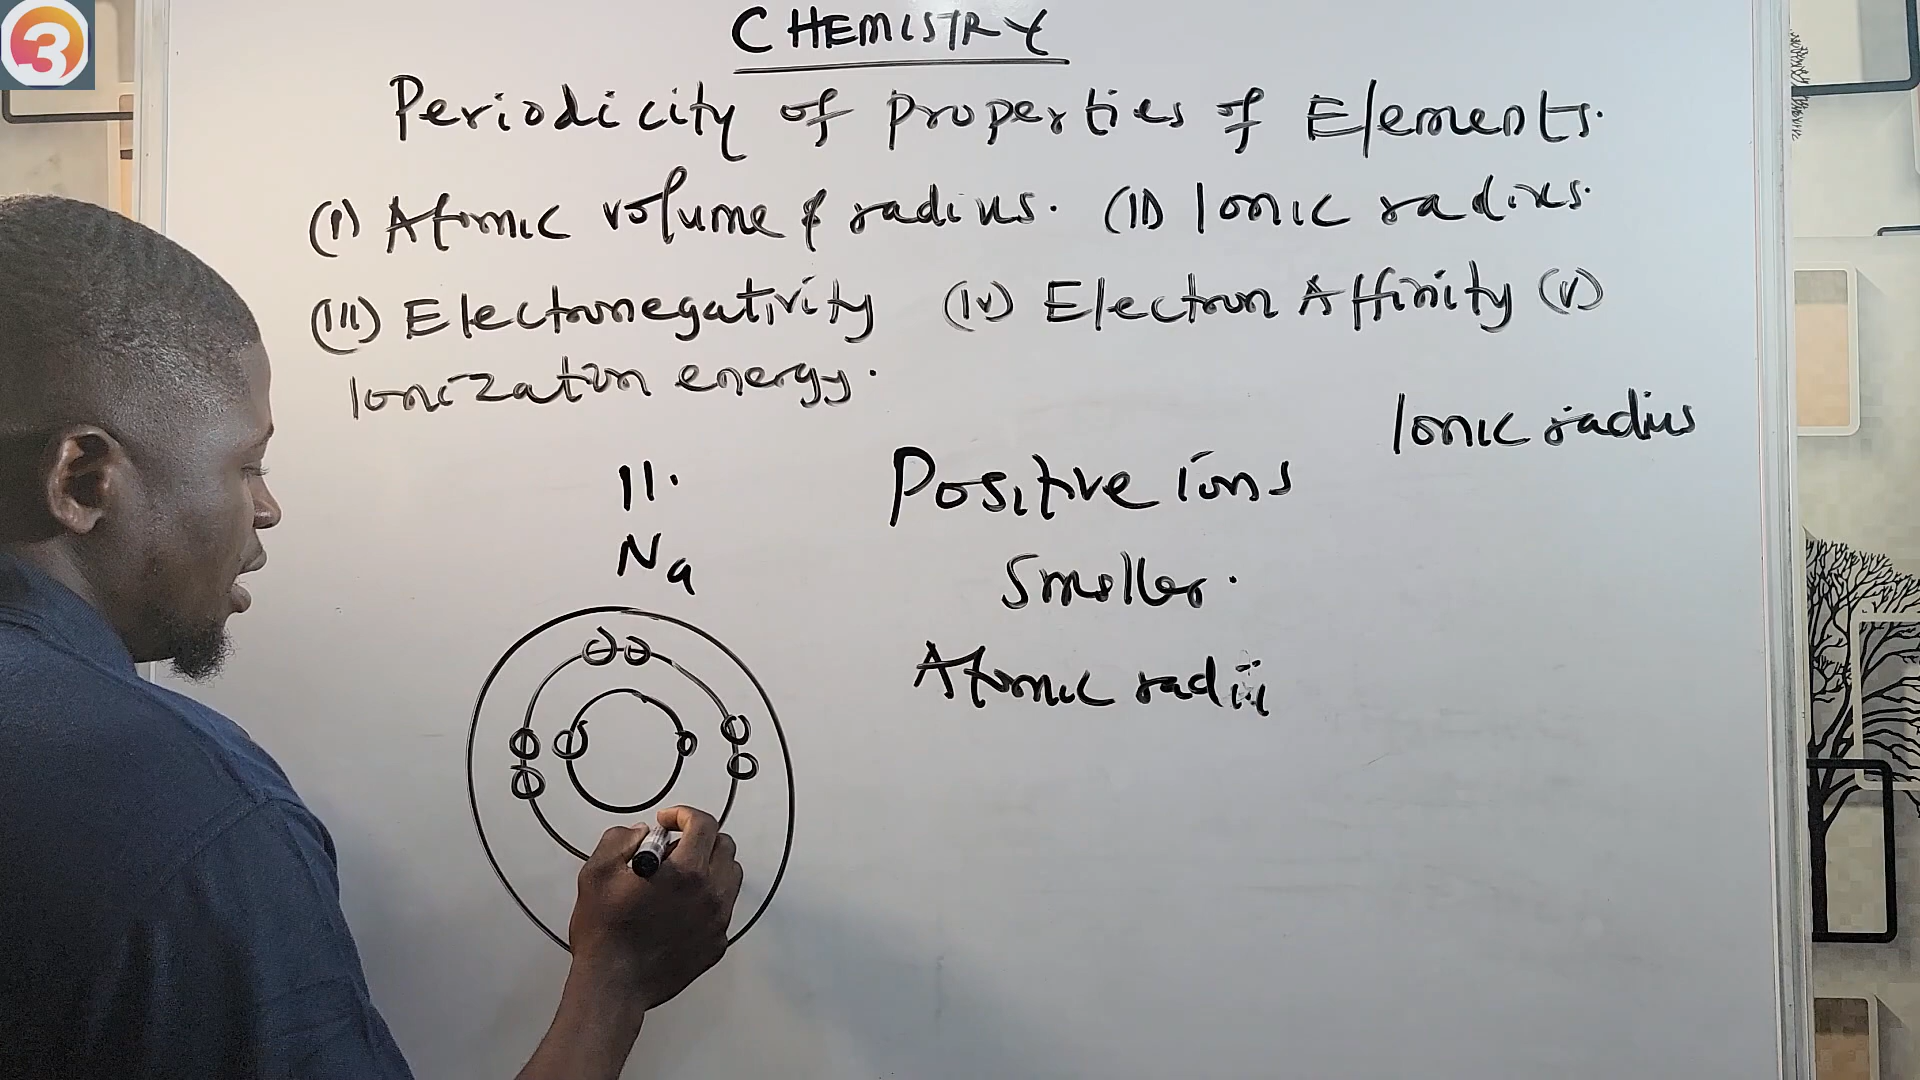 3
CHEMISTRY
Periodicity of properties of Elements.
(I) Atomic volume & radius. (II) Ionic radius.
(III) Electronegativity (IV) Electron Affinity (V)
Ionization energy.
Ionic radius
11.
Na
Positive ions
Smaller.
Atomic radii